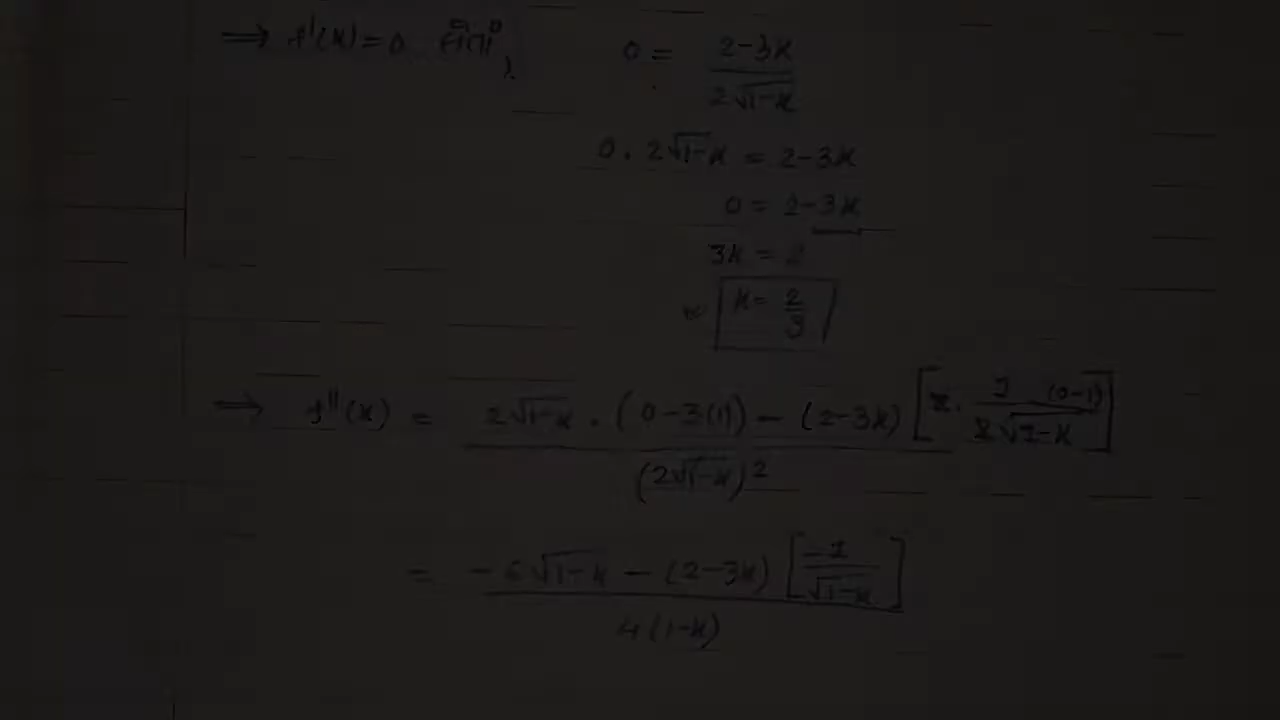 ⟹ f'(x) = 0
0 = (2-3x)/(2√(1-x))
0 . 2√(1-x) = 2-3x
0 = 2-3x
3x = 2
x = 2/3
⟹ f''(x) = [2√(1-x) . (0-3(1)) - (2-3x) [2 . 1/(2√(1-x)) (0-1)]]/(2√(1-x))²
= [-6√(1-x) - (2-3x) [-1/√(1-x)]]/(4(1-x))